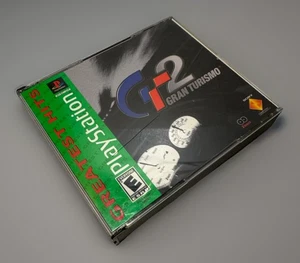 GREATEST HITS
PlayStation
E
GT2
GRAN TURISMO